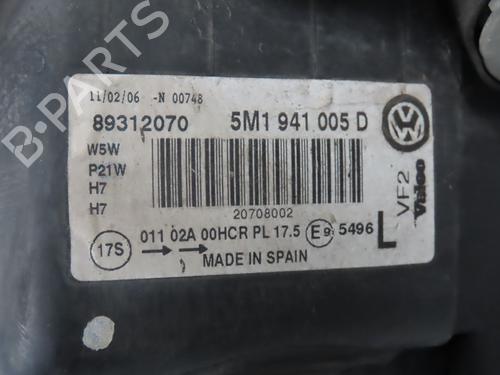 B-PARTS
11/02/06 -N 00748
89312070 5M1 941 005 D
W5W
P21W
H7
H7
20708002
VF2 Valeo
17S 011 02A 00HCR PL 17.5 E9 5496 L
MADE IN SPAIN